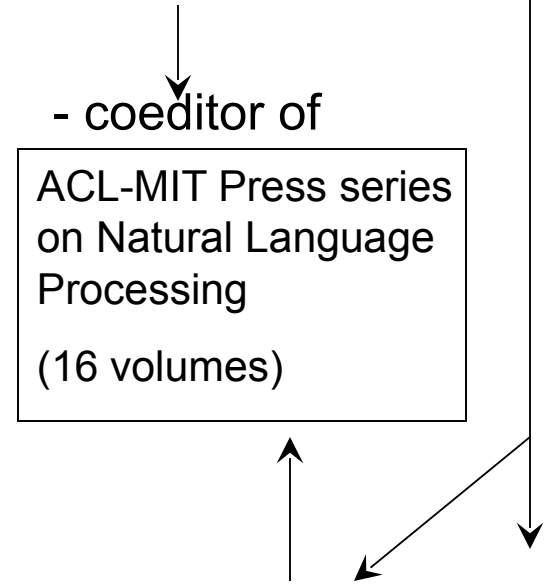 - coeditor of
ACL-MIT Press series
on Natural Language
Processing
(16 volumes)